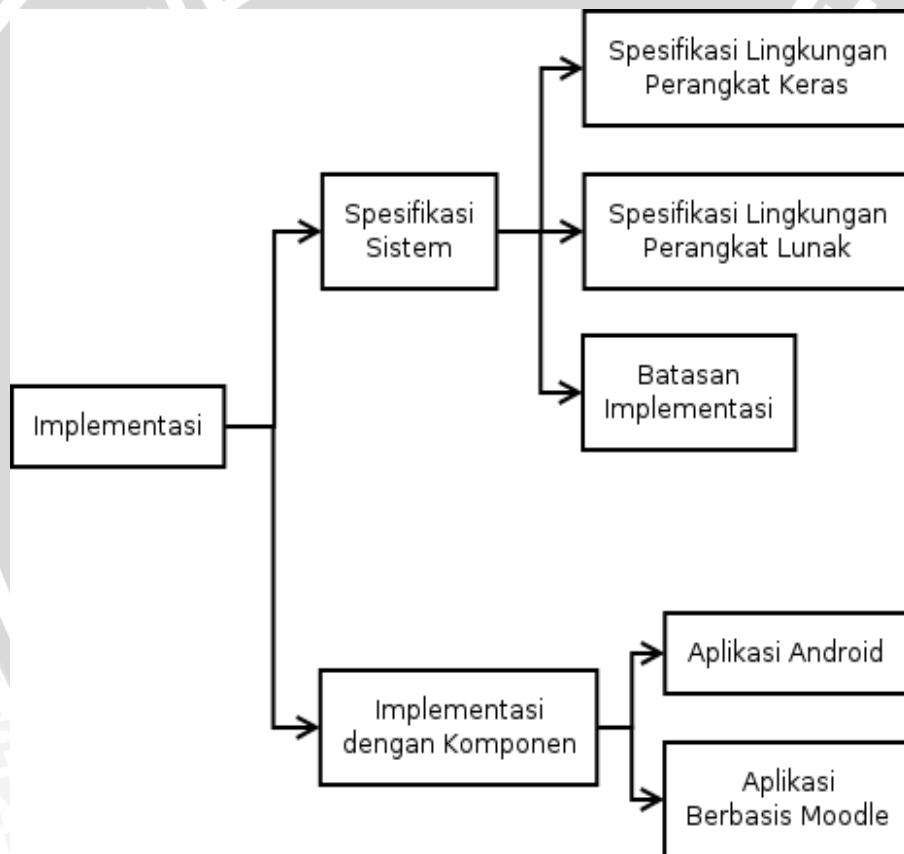 Spesifikasi Lingkungan
Perangkat Keras
Spesifikasi
Sistem
Spesifikasi Lingkungan
Perangkat Lunak
Batasan
Implementasi
Implementasi
Implementasi
dengan Komponen
Aplikasi Android
Aplikasi
Berbasis Moodle